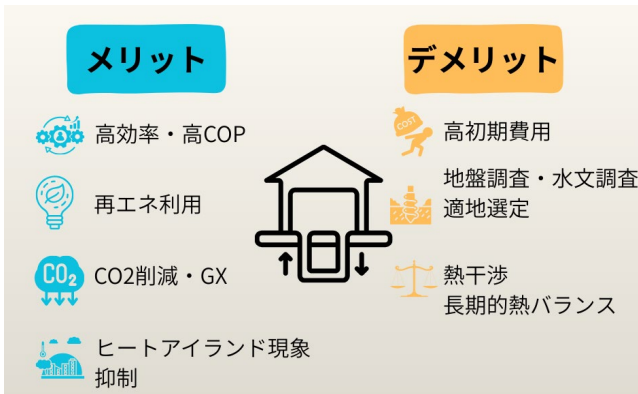 メリット
高効率・高COP
再エネ利用
CO₂
CO2削減・GX
ヒートアイランド現象
抑制
デメリット
COST
高初期費用
地盤調査・水文調査
適地選定
熱干渉
長期的熱バランス